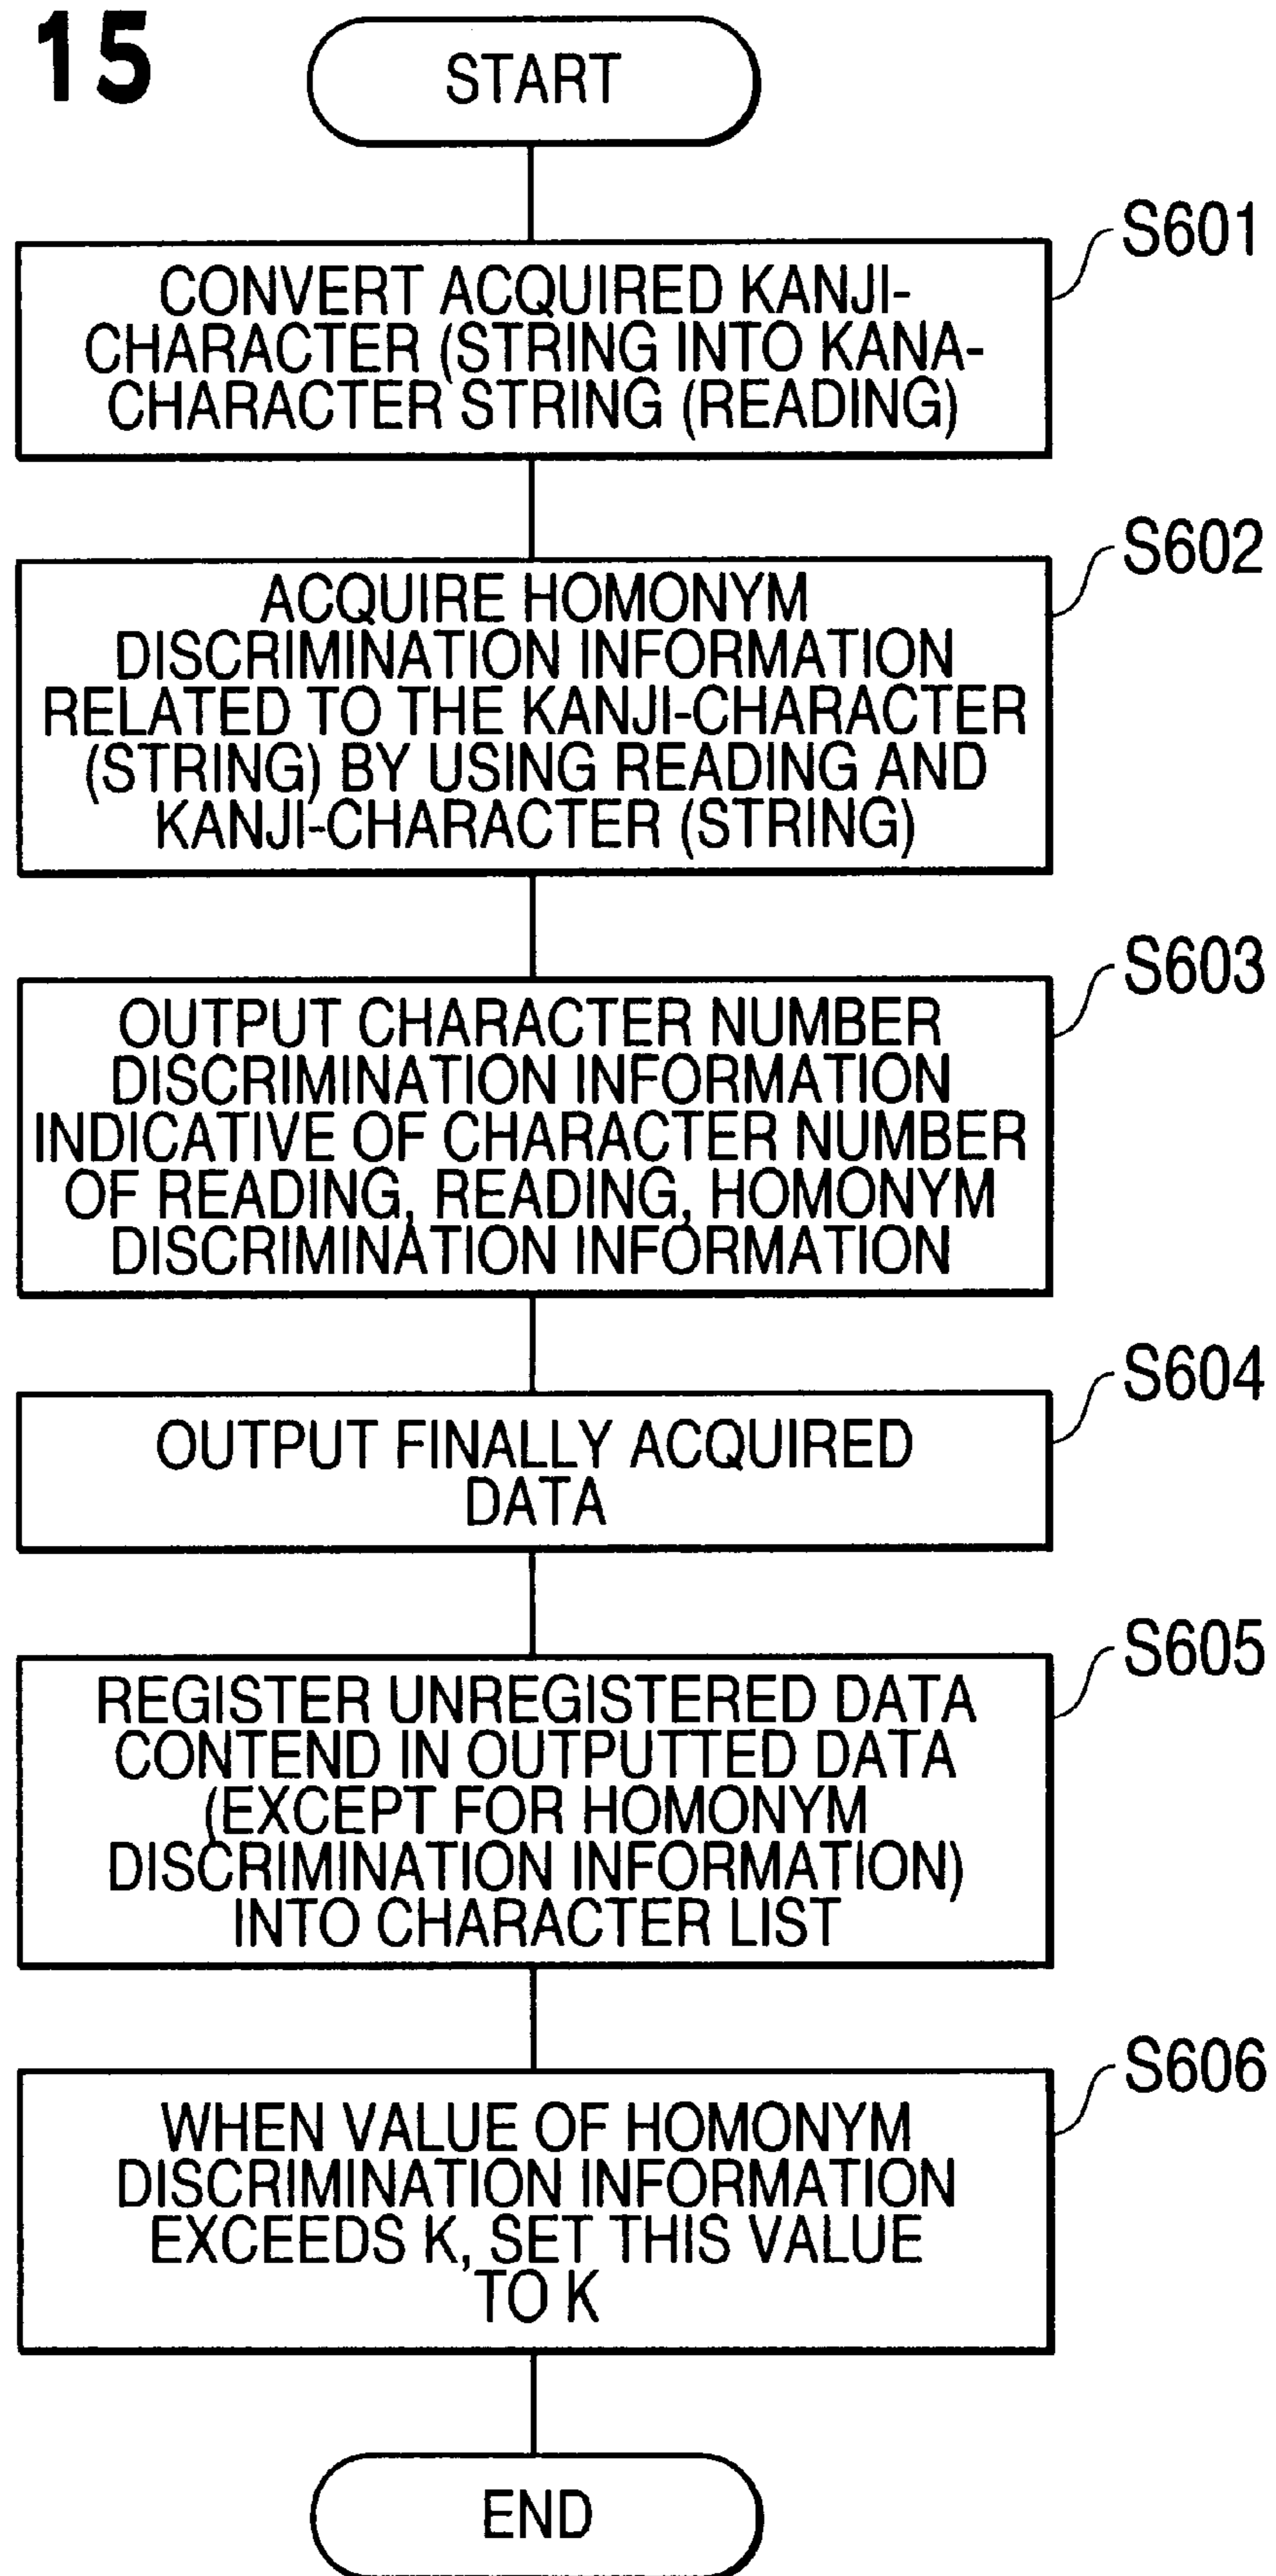 15
START
S601
CONVERT ACQUIRED KANJI-
CHARACTER (STRING INTO KANA-
CHARACTER STRING (READING)
S602
ACQUIRE HOMONYM
DISCRIMINATION INFORMATION
RELATED TO THE KANJI-CHARACTER
(STRING) BY USING READING AND
KANJI-CHARACTER (STRING)
S603
OUTPUT CHARACTER NUMBER
DISCRIMINATION INFORMATION
INDICATIVE OF CHARACTER NUMBER
OF READING, READING, HOMONYM
DISCRIMINATION INFORMATION
S604
OUTPUT FINALLY ACQUIRED
DATA
S605
REGISTER UNREGISTERED DATA
CONTEND IN OUTPUTTED DATA
(EXCEPT FOR HOMONYM
DISCRIMINATION INFORMATION)
INTO CHARACTER LIST
S606
WHEN VALUE OF HOMONYM
DISCRIMINATION INFORMATION
EXCEEDS K, SET THIS VALUE
TO K
END